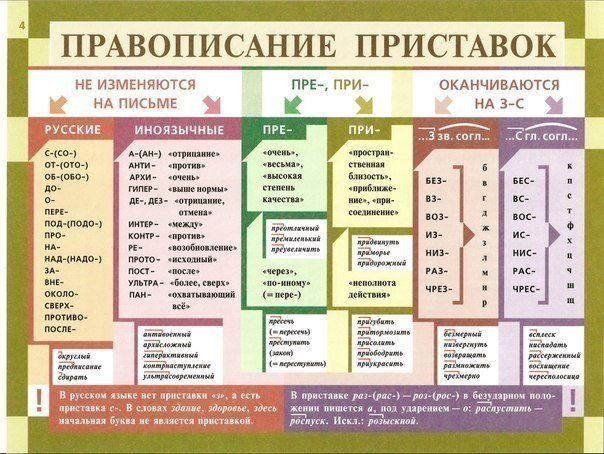 4
ПРАВОПИСАНИЕ ПРИСТАВОК
НЕ ИЗМЕНЯЮТСЯ
НА ПИСЬМЕ
РУССКИЕ
С-(СО-)
ОТ-(ОТО-)
ОБ-(ОБО-)
ДО-
О-
ПЕРЕ-
ПОД-(ПОДО-)
ПРО-
НА-
НАД-(НАДО-)
ЗА-
ВНЕ-
ОКОЛО-
СВЕРХ-
ПРОТИВО-
ПОСЛЕ-
округлый
предписание
сдирать
ИНОЯЗЫЧНЫЕ
А-(АН-) «отрицание»
АНТИ- «против»
АРХИ- «очень»
ГИПЕР- «выше нормы»
ДЕ-, ДЕЗ- «отрицание,
отмена»
ИНТЕР- «между»
КОНТР- «против»
РЕ- «возобновление»
ПРОТО- «исходный»
ПОСТ- «после»
УЛЬТРА- «более, сверх»
ПАН- «охватывающий
всё»
антивоенный
архисложный
гиперактивный
контрнаступление
ультрасовременный
ПРЕ-, ПРИ-
ПРЕ-
«очень»,
«весьма»,
«высокая
степень
качества»
преотличный
премиленький
преувеличить
«через»,
«по-иному»
(= пере-)
пресечь
(= пересечь)
преступить
(закон)
(= переступить)
ПРИ-
«простран-
ственная
близость»,
«приближе-
ние», «при-
соединение»
придвинуть
приморье
придорожный
«неполнота
действия»
пригубить
притормозить
присолить
приободрить
приукрасить
ОКАНЧИВАЮТСЯ
НА З-С
...З зв. согл...
БЕЗ-
ВЗ-
ВОЗ-
ИЗ-
НИЗ-
РАЗ-
ЧРЕЗ-
б
в
г
д
ж
з
л
м
н
р
безмерный
низвергнуть
возвращать
размножить
чрезмерно
...С гл. согл...
БЕС-
ВС-
ВОС-
ИС-
НИС-
РАС-
ЧРЕС-
к
п
с
т
ф
х
ц
ч
ш
щ
всплеск
ниспадать
рассерженный
восхищение
чересполосица
!
В русском языке нет приставки «з», а есть
приставка с-. В словах здание, здоровье, здесь
начальная буква не является приставкой.
В приставке раз-(рас-) — роз-(рос-) в безударном поло-
жении пишется а, под ударением — о: распустить —
роспуск. Искл.: розыскной.
!